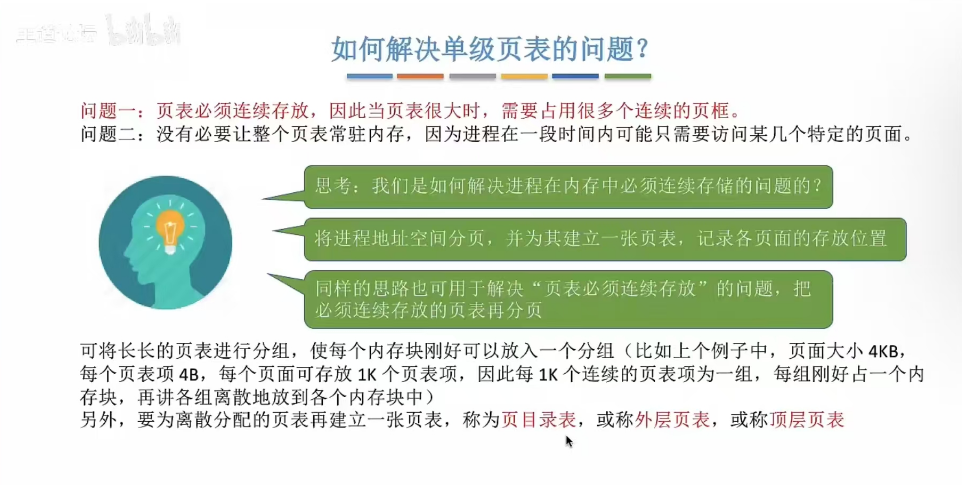 bilibili
如何解决单级页表的问题？
问题一：页表必须连续存放，因此当页表很大时，需要占用很多个连续的页框。
问题二：没有必要让整个页表常驻内存，因为进程在一段时间内可能只需要访问某几个特定的页面。
思考：我们是如何解决进程在内存中必须连续存储的问题的？
将进程地址空间分页，并为其建立一张页表，记录各页面的存放位置
同样的思路也可用于解决“页表必须连续存放”的问题，把
必须连续存放的页表再分页
可将长长的页表进行分组，使每个内存块刚好可以放入一个分组（比如上个例子中，页面大小 4KB，
每个页表项 4B，每个页面可存放 1K 个页表项，因此每 1K 个连续的页表项为一组，每组刚好占一个内
存块，再讲各组离散地放到各个内存块中）
另外，要为离散分配的页表再建立一张页表，称为页目录表，或称外层页表，或称顶层页表